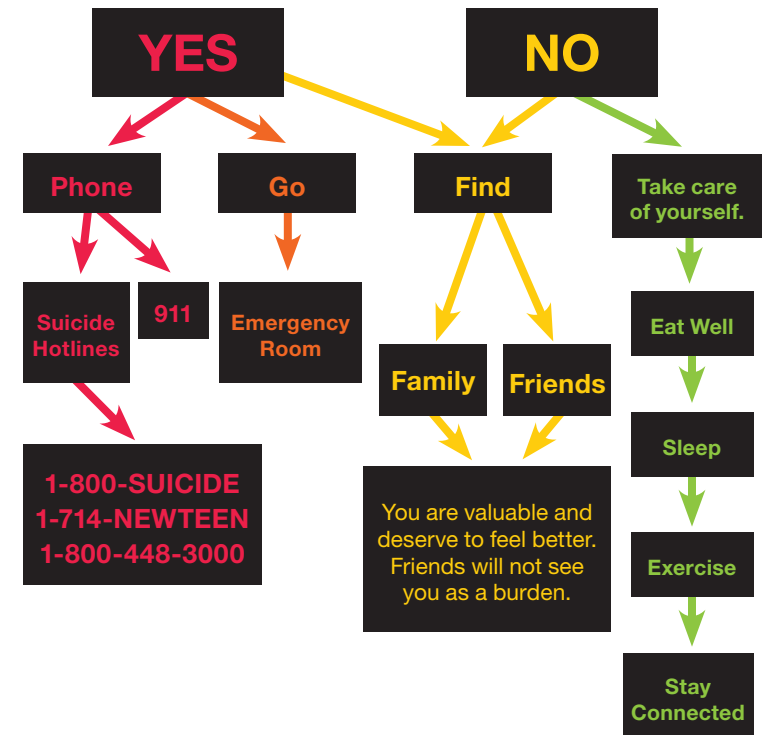 YES
NO
Phone
Go
Find
Take care
of yourself.
Suicide
Hotlines
911
Emergency
Room
Eat Well
Family
Friends
Sleep
1-800-SUICIDE
1-714-NEWTEEN
1-800-448-3000
You are valuable and
deserve to feel better.
Friends will not see
you as a burden.
Exercise
Stay
Connected